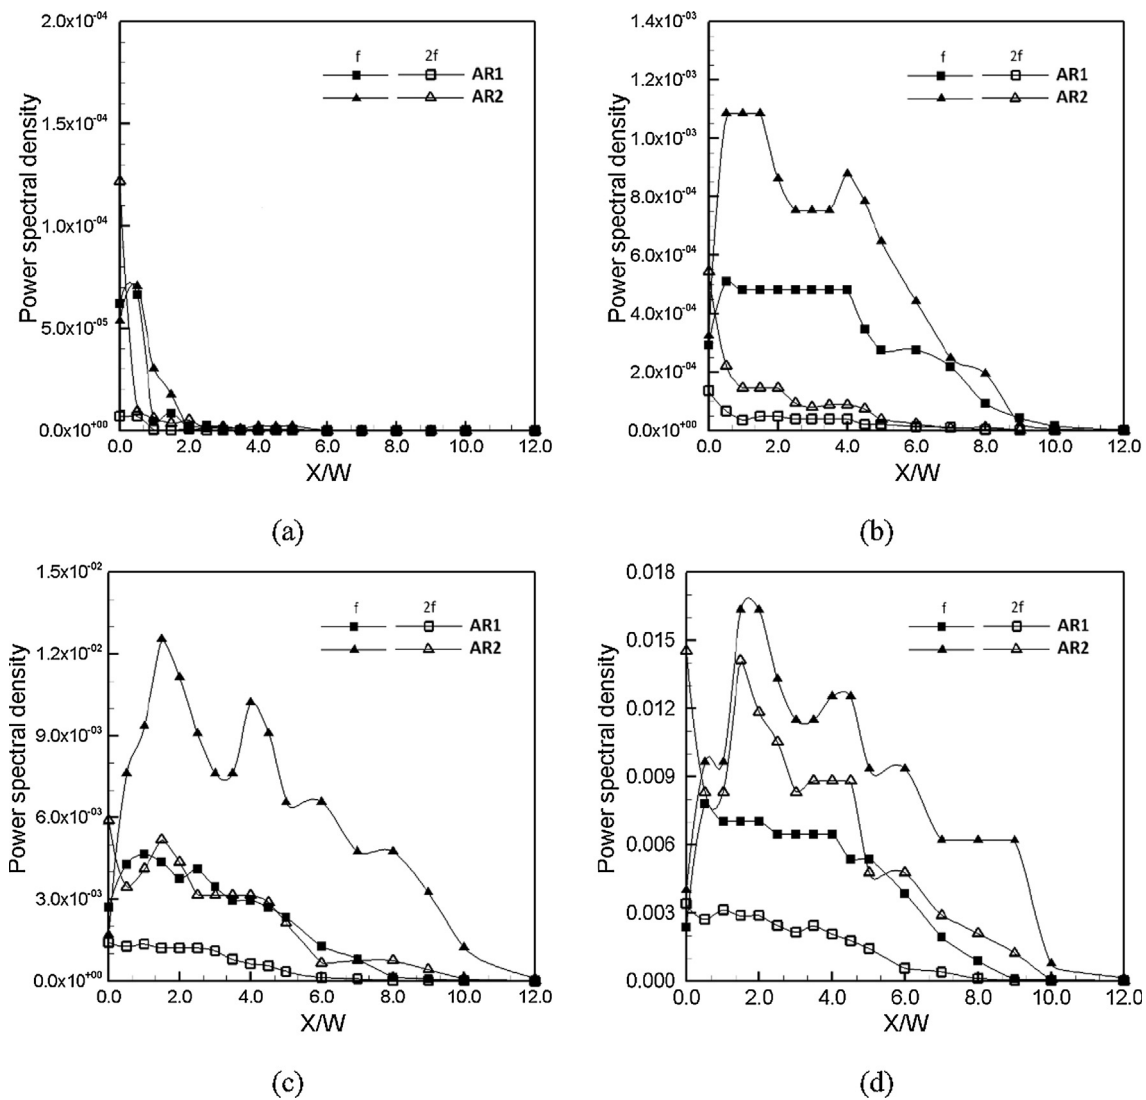 Power spectral density
2.0x10-04
1.5x10-04
1.0x10-04
5.0x10-05
0.0x10+00
f 2f
AR1
AR2
0.0 2.0 4.0 6.0 8.0 10.0 12.0
X/W
(a)
Power spectral density
1.4x10-03
1.2x10-03
1.0x10-03
8.0x10-04
6.0x10-04
4.0x10-04
2.0x10-04
0.0x10+00
f 2f
AR1
AR2
0.0 2.0 4.0 6.0 8.0 10.0 12.0
X/W
(b)
Power spectral density
1.5x10-02
1.2x10-02
9.0x10-03
6.0x10-03
3.0x10-03
0.0x10+00
f 2f
AR1
AR2
0.0 2.0 4.0 6.0 8.0 10.0 12.0
X/W
(c)
Power spectral density
0.018
0.015
0.012
0.009
0.006
0.003
0.000
f 2f
AR1
AR2
0.0 2.0 4.0 6.0 8.0 10.0 12.0
X/W
(d)